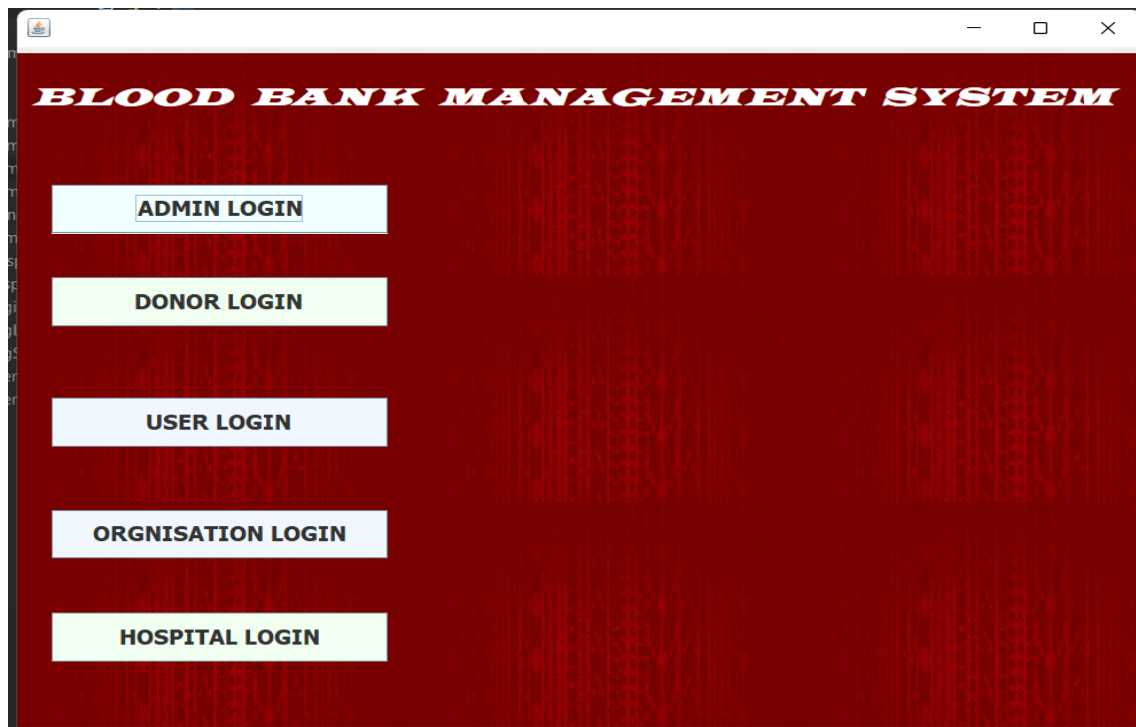 BLOOD BANK MANAGEMENT SYSTEM
ADMIN LOGIN
DONOR LOGIN
USER LOGIN
ORGNISATION LOGIN
HOSPITAL LOGIN